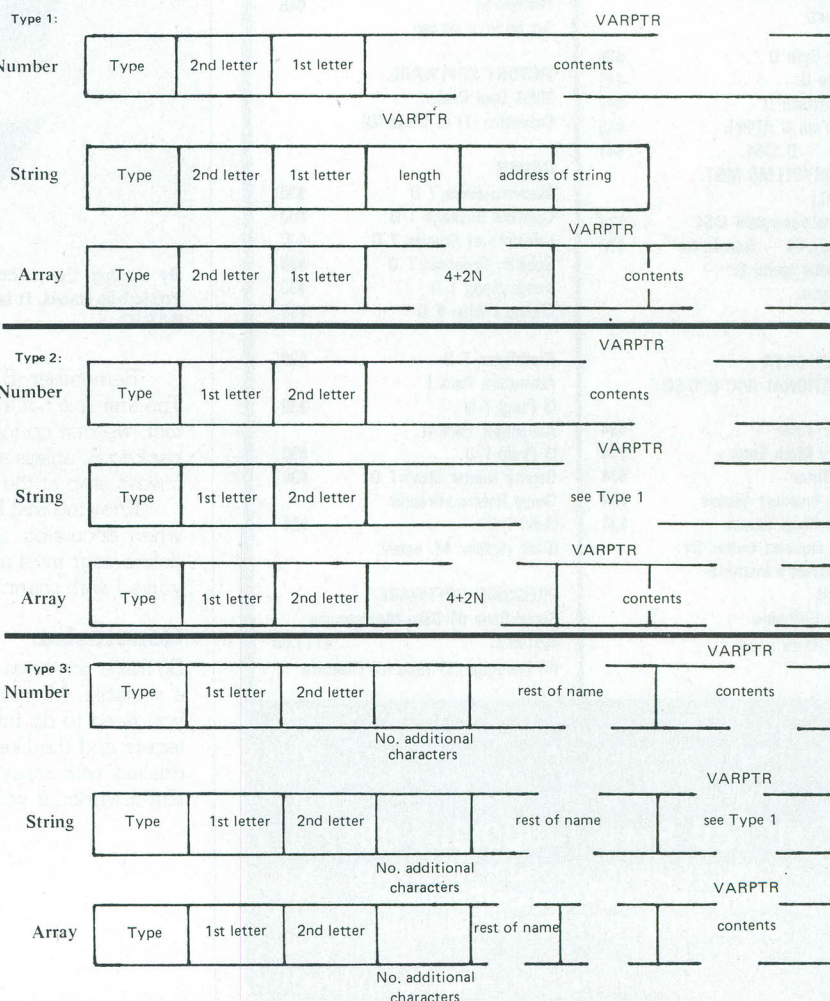 Type 1:
VARPTR
Number Type 2nd letter 1st letter contents
VARPTR
String Type 2nd letter 1st letter length address of string
VARPTR
Array Type 2nd letter 1st letter 4+2N contents
Type 2:
VARPTR
Number Type 1st letter 2nd letter contents
VARPTR
String Type 1st letter 2nd letter see Type 1
VARPTR
Array Type 1st letter 2nd letter 4+2N contents
Type 3:
VARPTR
Number Type 1st letter 2nd letter rest of name contents
No. additional
characters
VARPTR
String Type 1st letter 2nd letter rest of name see Type 1
No. additional
characters
VARPTR
Array Type 1st letter 2nd letter rest of name contents
No. additional
characters